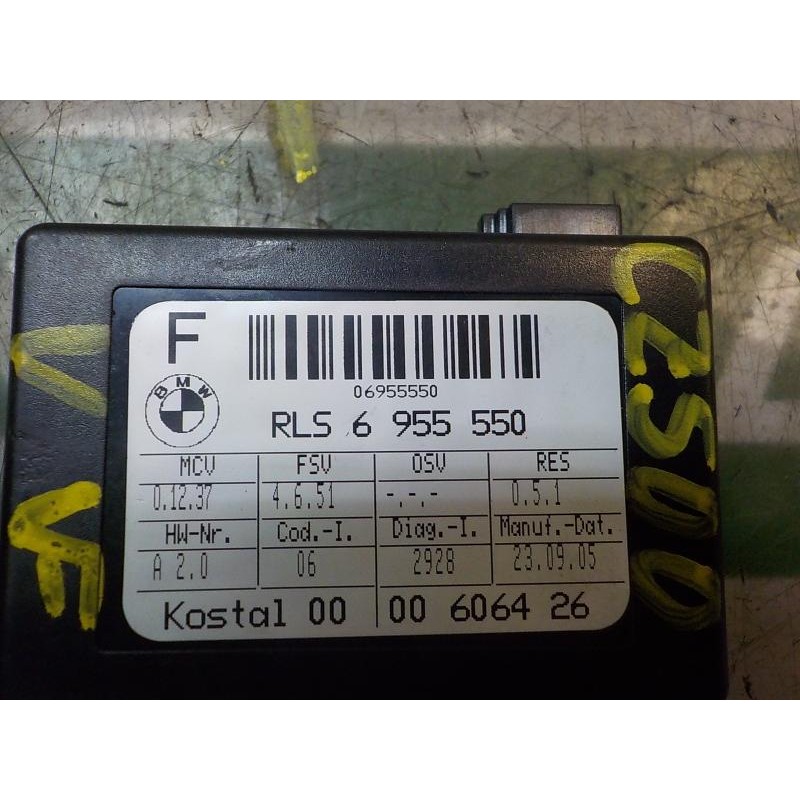 F
BMW
06955550
RLS 6 955 550
MCV FSV OSV RES
0.12.37 4.6.51 -.-.- 0.5.1
HW-Nr. Cod.-I. Diag.-I. Manuf.-Dat.
A 2.0 06 2928 23.09.05
Kostal 00 00 6064 26